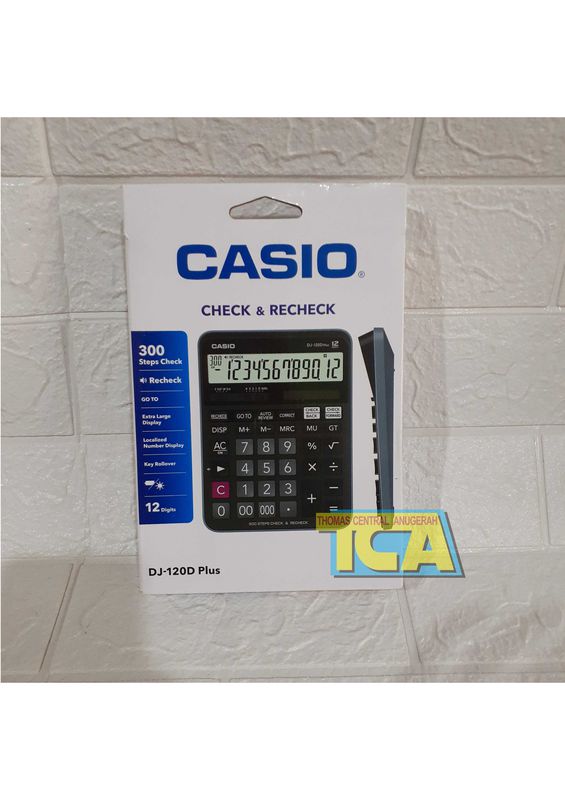 CASIO®
CHECK & RECHECK
300
Steps Check
Recheck
GO TO
Extra Large
Display
Localized
Number Display
Key Rollover
12 Digits
CASIO
DJ-120D Plus
300
RECHECK
-123456789012
RECHECK GO TO AUTO REVIEW CORRECT CHECK BACK CHECK FORWARD
DISP M+ M− MRC MU GT
AC ON 7 8 9 % √
4 5 6 × ÷
C 1 2 3 + −
0 00 000 · =
300 STEPS CHECK & RECHECK
THOMAS CENTRAL ANUGERAH
TCA
DJ-120D Plus